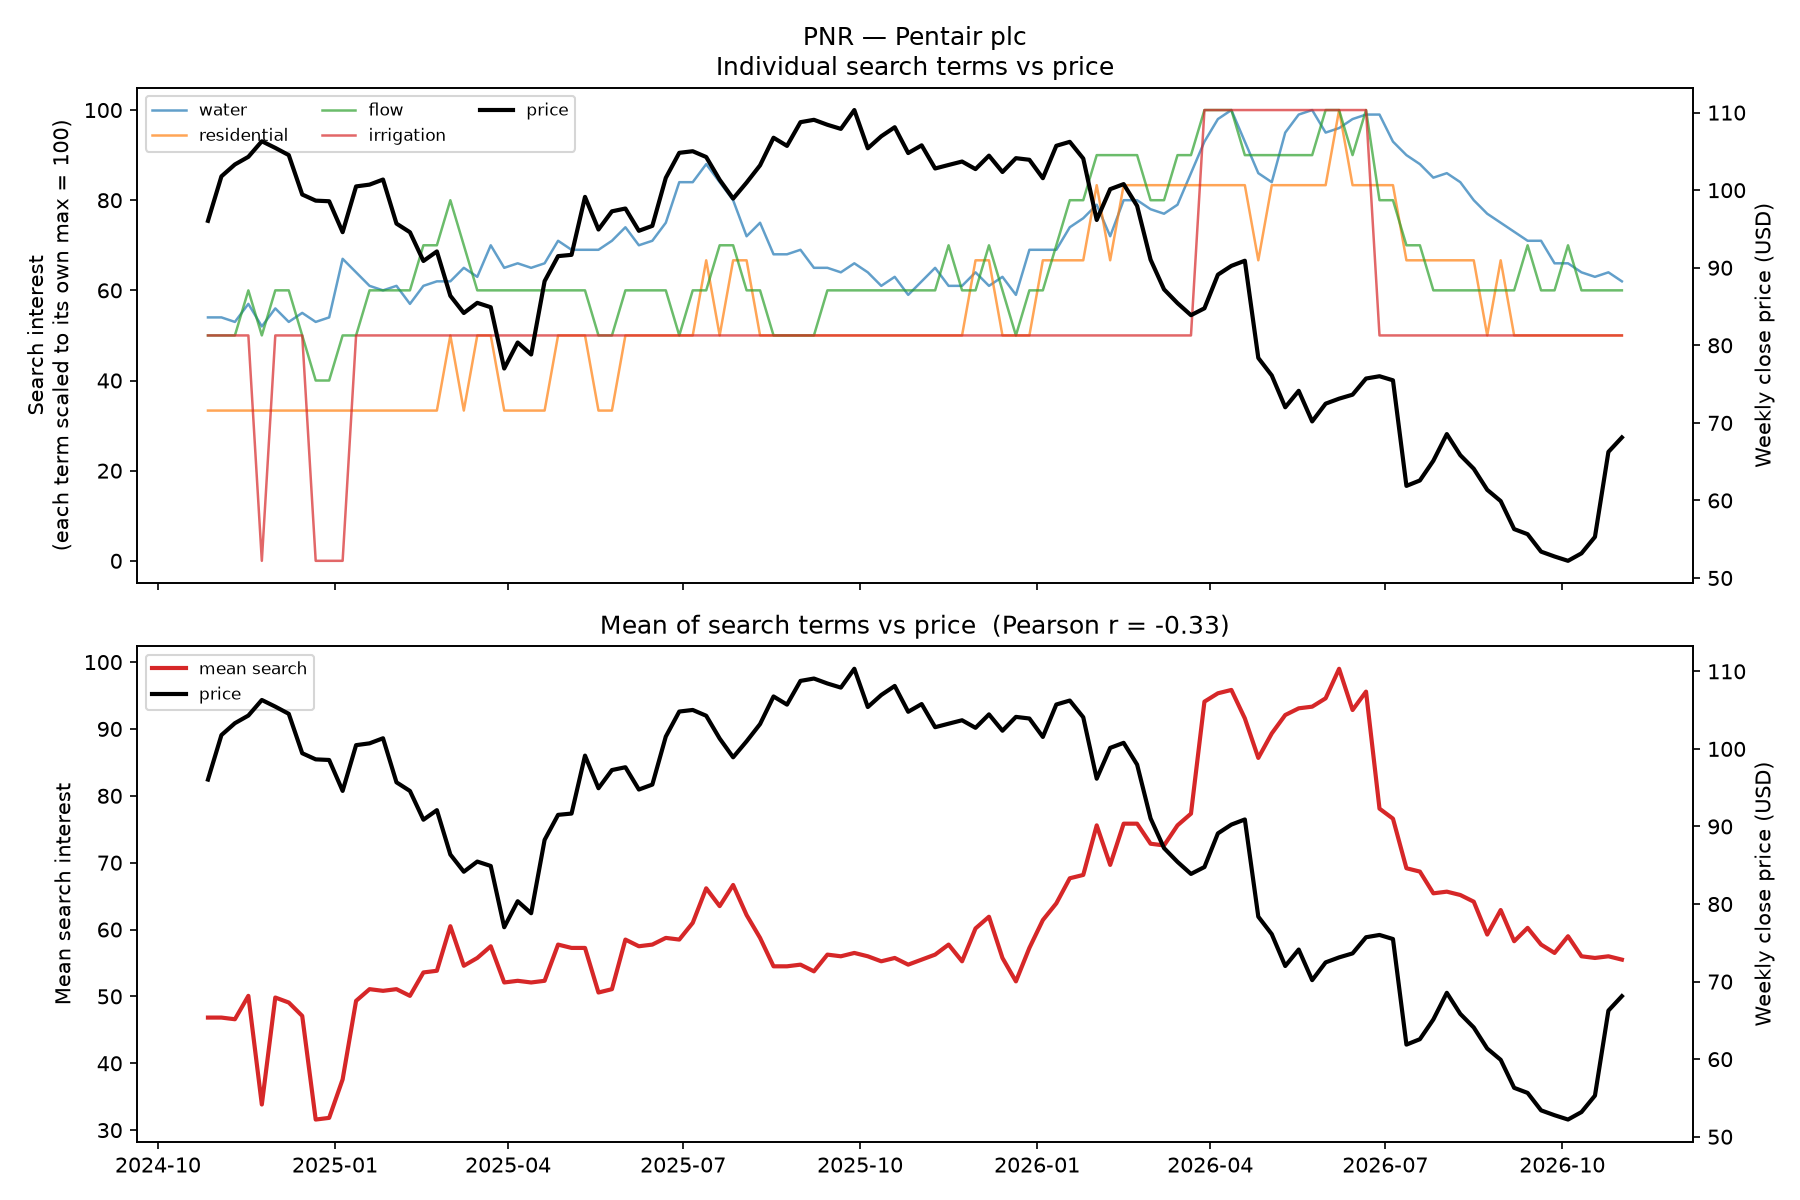 PNR — Pentair plc
Individual search terms vs price
water
residential
flow
irrigation
price
Search interest
(each term scaled to its own max = 100)
100
80
60
40
20
0
110
100
90
80
70
60
50
Weekly close price (USD)
Mean of search terms vs price  (Pearson r = -0.33)
mean search
price
Mean search interest
100
90
80
70
60
50
40
30
110
100
90
80
70
60
50
Weekly close price (USD)
2024-10
2025-01
2025-04
2025-07
2025-10
2026-01
2026-04
2026-07
2026-10